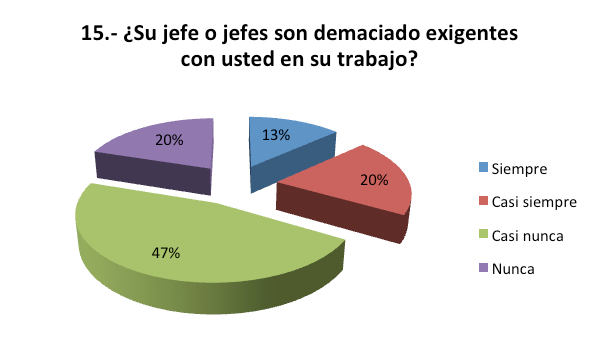 15.- ¿Su jefe o jefes son demaciado exigentes
con usted en su trabajo?
20%
13%
20%
47%
Siempre
Casi siempre
Casi nunca
Nunca